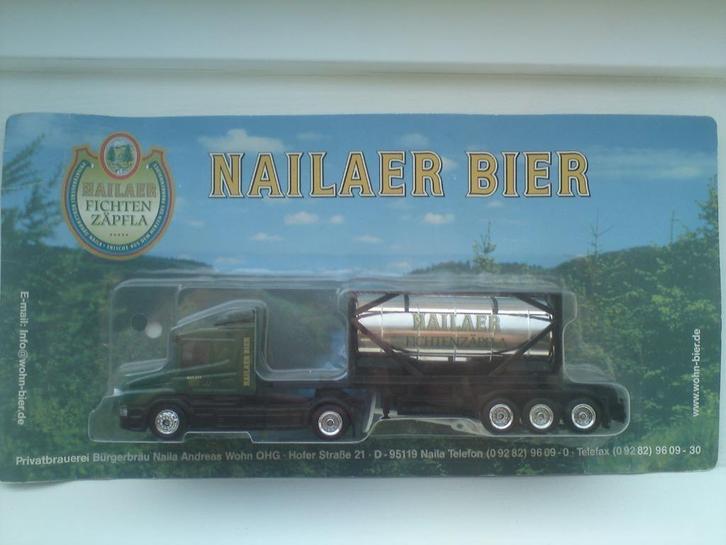 NAILAER BIER
NAILAER
FICHTEN
ZÄPFLA
NAILAER
FICHTENZÄPFLA
NAILAER BIER
E-mail: Info@wohn-bier.de
www.wohn-bier.de
Privatbrauerei Bürgerbräu Naila Andreas Wohn OHG · Hofer Straße 21 · D - 95119 Naila Telefon (0 92 82) 96 09 - 0 · Telefax (0 92 82) 96 09 - 30